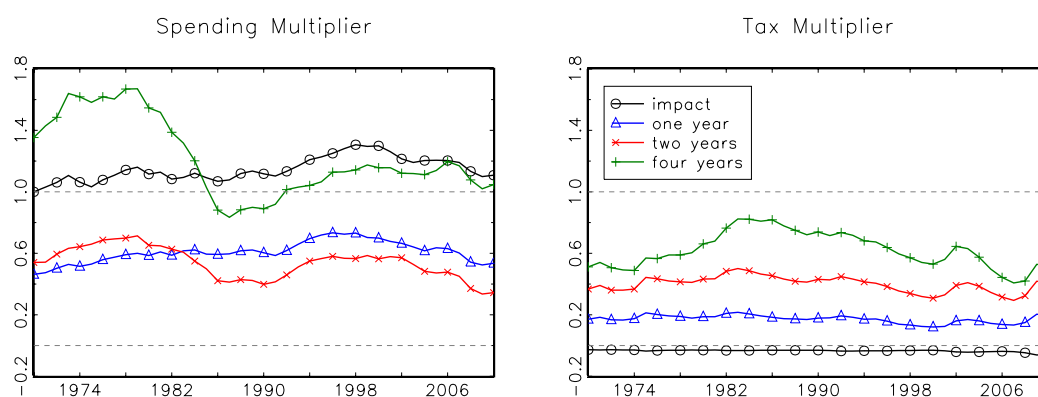 Spending Multiplier
1.8
1.4
1.0
0.6
0.2
-0.2
1974 1982 1990 1998 2006
Tax Multiplier
1.8
1.4
1.0
0.6
0.2
-0.2
impact
one year
two years
four years
1974 1982 1990 1998 2006